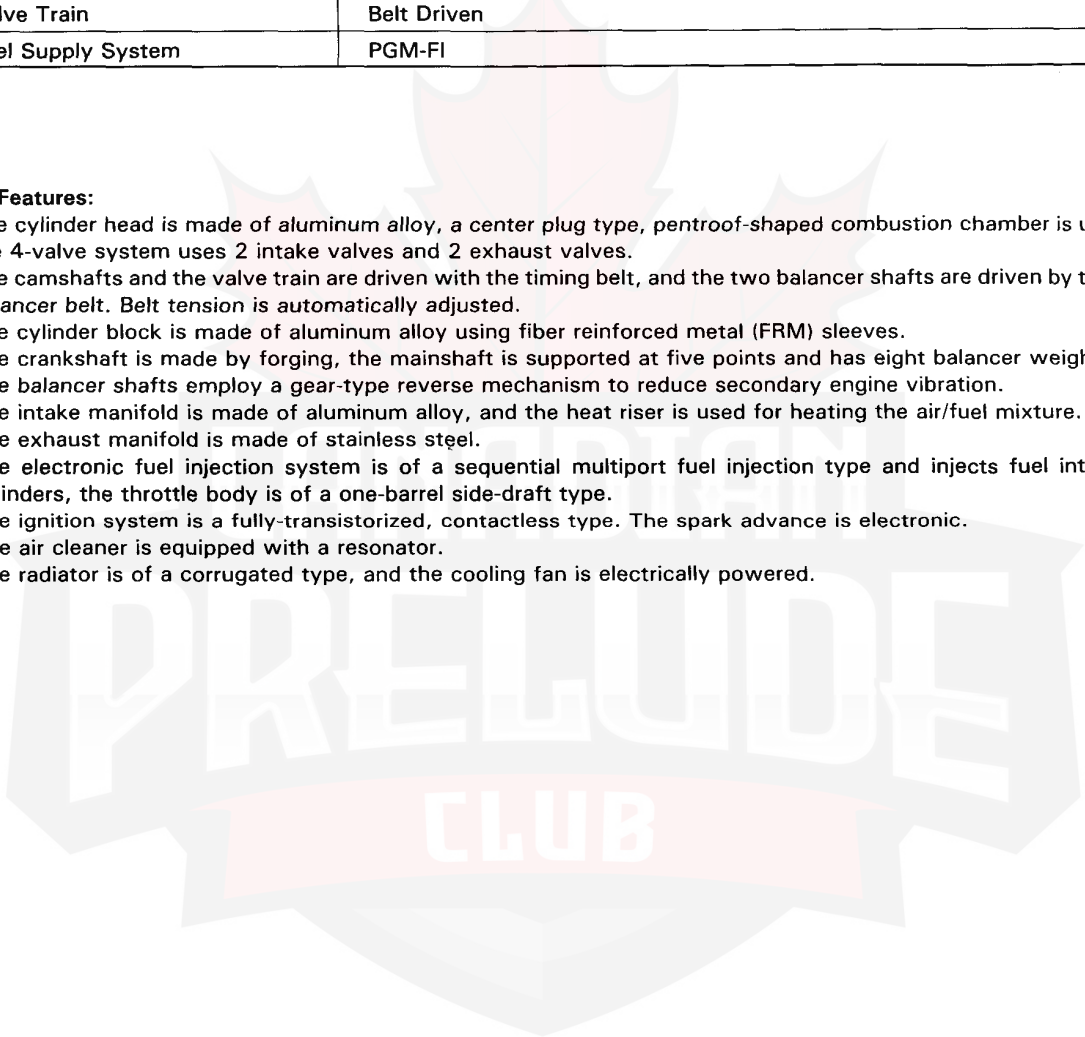 lve Train Belt Driven
el Supply System PGM-FI
Features:
e cylinder head is made of aluminum alloy, a center plug type, pentroof-shaped combustion chamber is u
e 4-valve system uses 2 intake valves and 2 exhaust valves.
e camshafts and the valve train are driven with the timing belt, and the two balancer shafts are driven by t
ancer belt. Belt tension is automatically adjusted.
e cylinder block is made of aluminum alloy using fiber reinforced metal (FRM) sleeves.
e crankshaft is made by forging, the mainshaft is supported at five points and has eight balancer weigh
e balancer shafts employ a gear-type reverse mechanism to reduce secondary engine vibration.
e intake manifold is made of aluminum alloy, and the heat riser is used for heating the air/fuel mixture.
e exhaust manifold is made of stainless steel.
e electronic fuel injection system is of a sequential multiport fuel injection type and injects fuel int
linders, the throttle body is of a one-barrel side-draft type.
e ignition system is a fully-transistorized, contactless type. The spark advance is electronic.
e air cleaner is equipped with a resonator.
e radiator is of a corrugated type, and the cooling fan is electrically powered.
CANADIAN
PRELUDE
CLUB